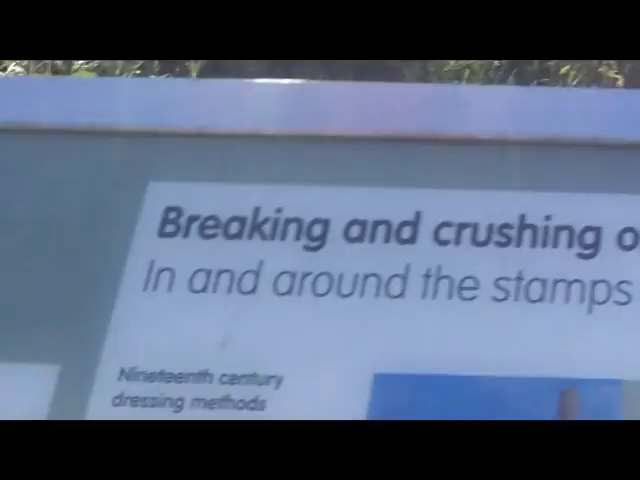 Breaking and crushing
In and around the stamps
Nineteenth century
dressing methods